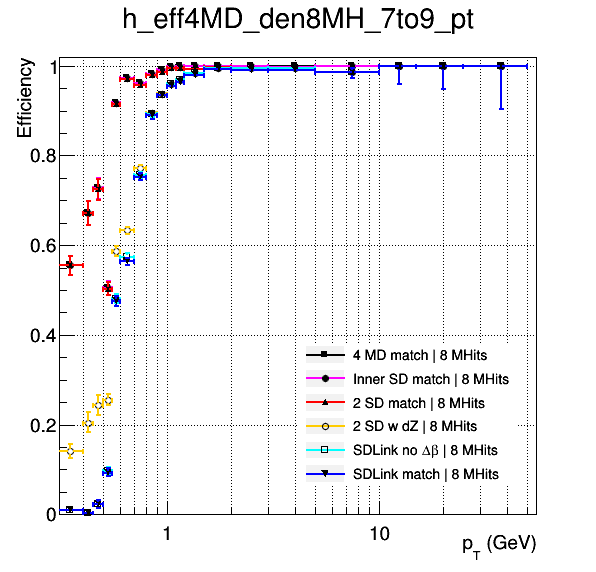 h_eff4MD_den8MH_7to9_pt
Efficiency
1
0.8
0.6
0.4
0.2
0
4 MD match | 8 MHits
Inner SD match | 8 MHits
2 SD match | 8 MHits
2 SD w dZ | 8 MHits
SDLink no Δβ | 8 MHits
SDLink match | 8 MHits
1
10
p_T (GeV)